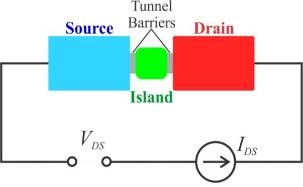 Tunnel
Barriers
Source
Drain
Island
V_DS
I_DS